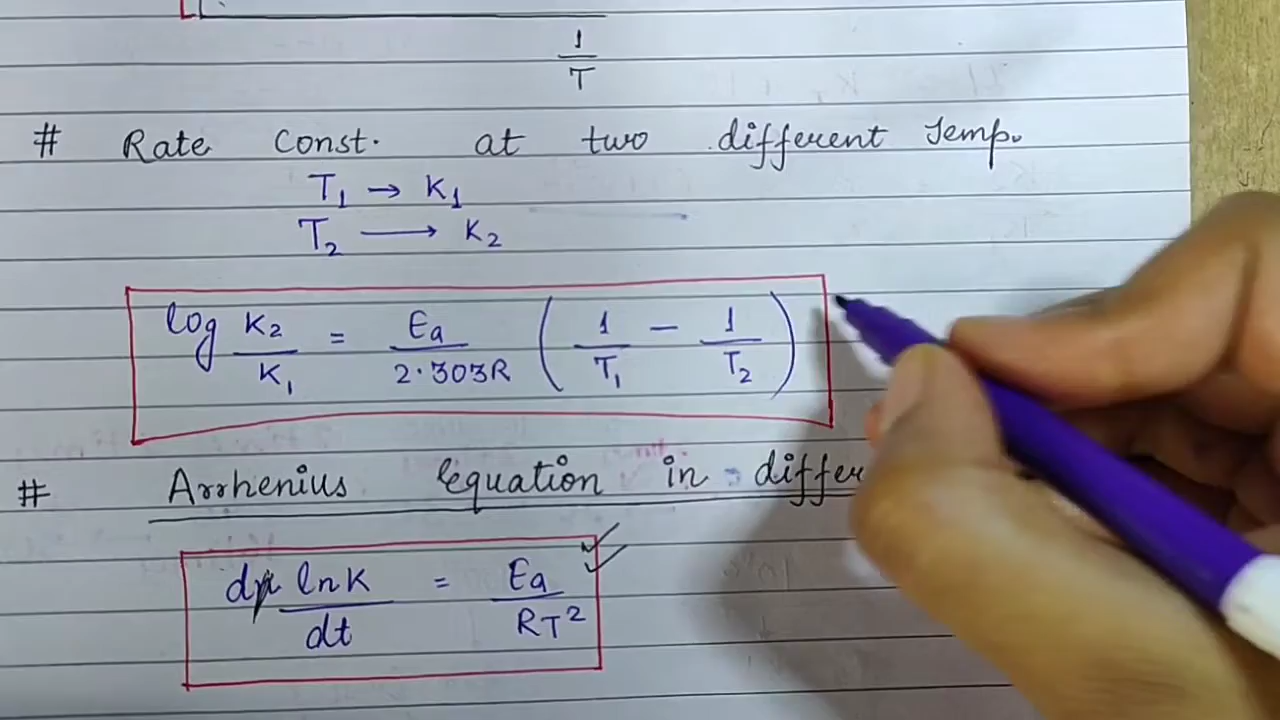 1/T
# Rate Const. at two different Temp.
T₁ → K₁
T₂ → K₂
log K₂/K₁ = Ea/2.303R (1/T₁ - 1/T₂)
# Arrhenius equation in differ
d ln K/dt = Ea/RT²